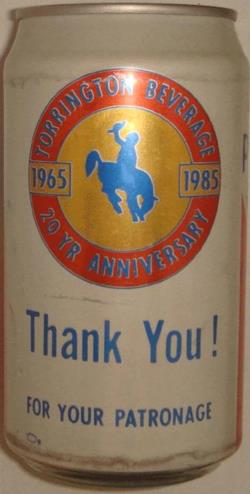 TORRINGTON BEVERAGE
1965 1985
20 YR ANNIVERSARY
Thank You!
FOR YOUR PATRONAGE